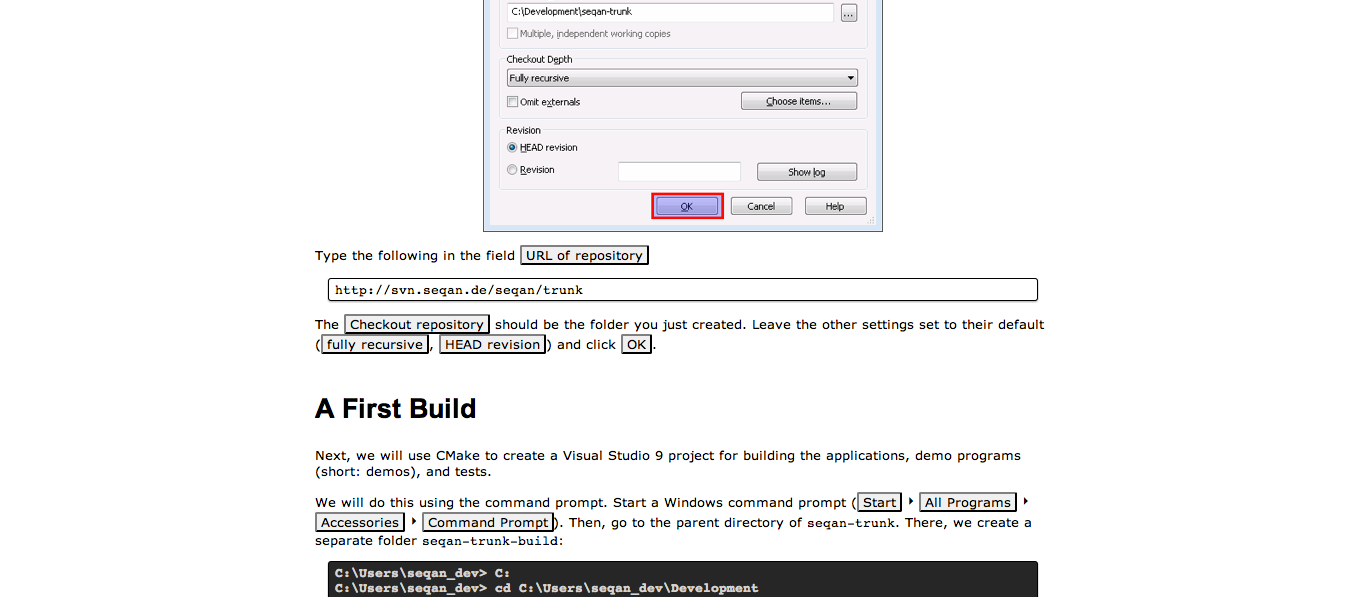 C:\Development\seqan-trunk
...
Multiple, independent working copies
Checkout Depth
Fully recursive
Omit externals
Choose items...
Revision
HEAD revision
Revision
Show log
OK
Cancel
Help
Type the following in the field URL of repository
http://svn.seqan.de/seqan/trunk
The Checkout repository should be the folder you just created. Leave the other settings set to their default
(fully recursive, HEAD revision) and click OK.
A First Build
Next, we will use CMake to create a Visual Studio 9 project for building the applications, demo programs
(short: demos), and tests.
We will do this using the command prompt. Start a Windows command prompt (Start ‣ All Programs ‣
Accessories ‣ Command Prompt). Then, go to the parent directory of seqan-trunk. There, we create a
separate folder seqan-trunk-build:
C:\Users\seqan_dev> C:
C:\Users\seqan_dev> cd C:\Users\seqan_dev\Development